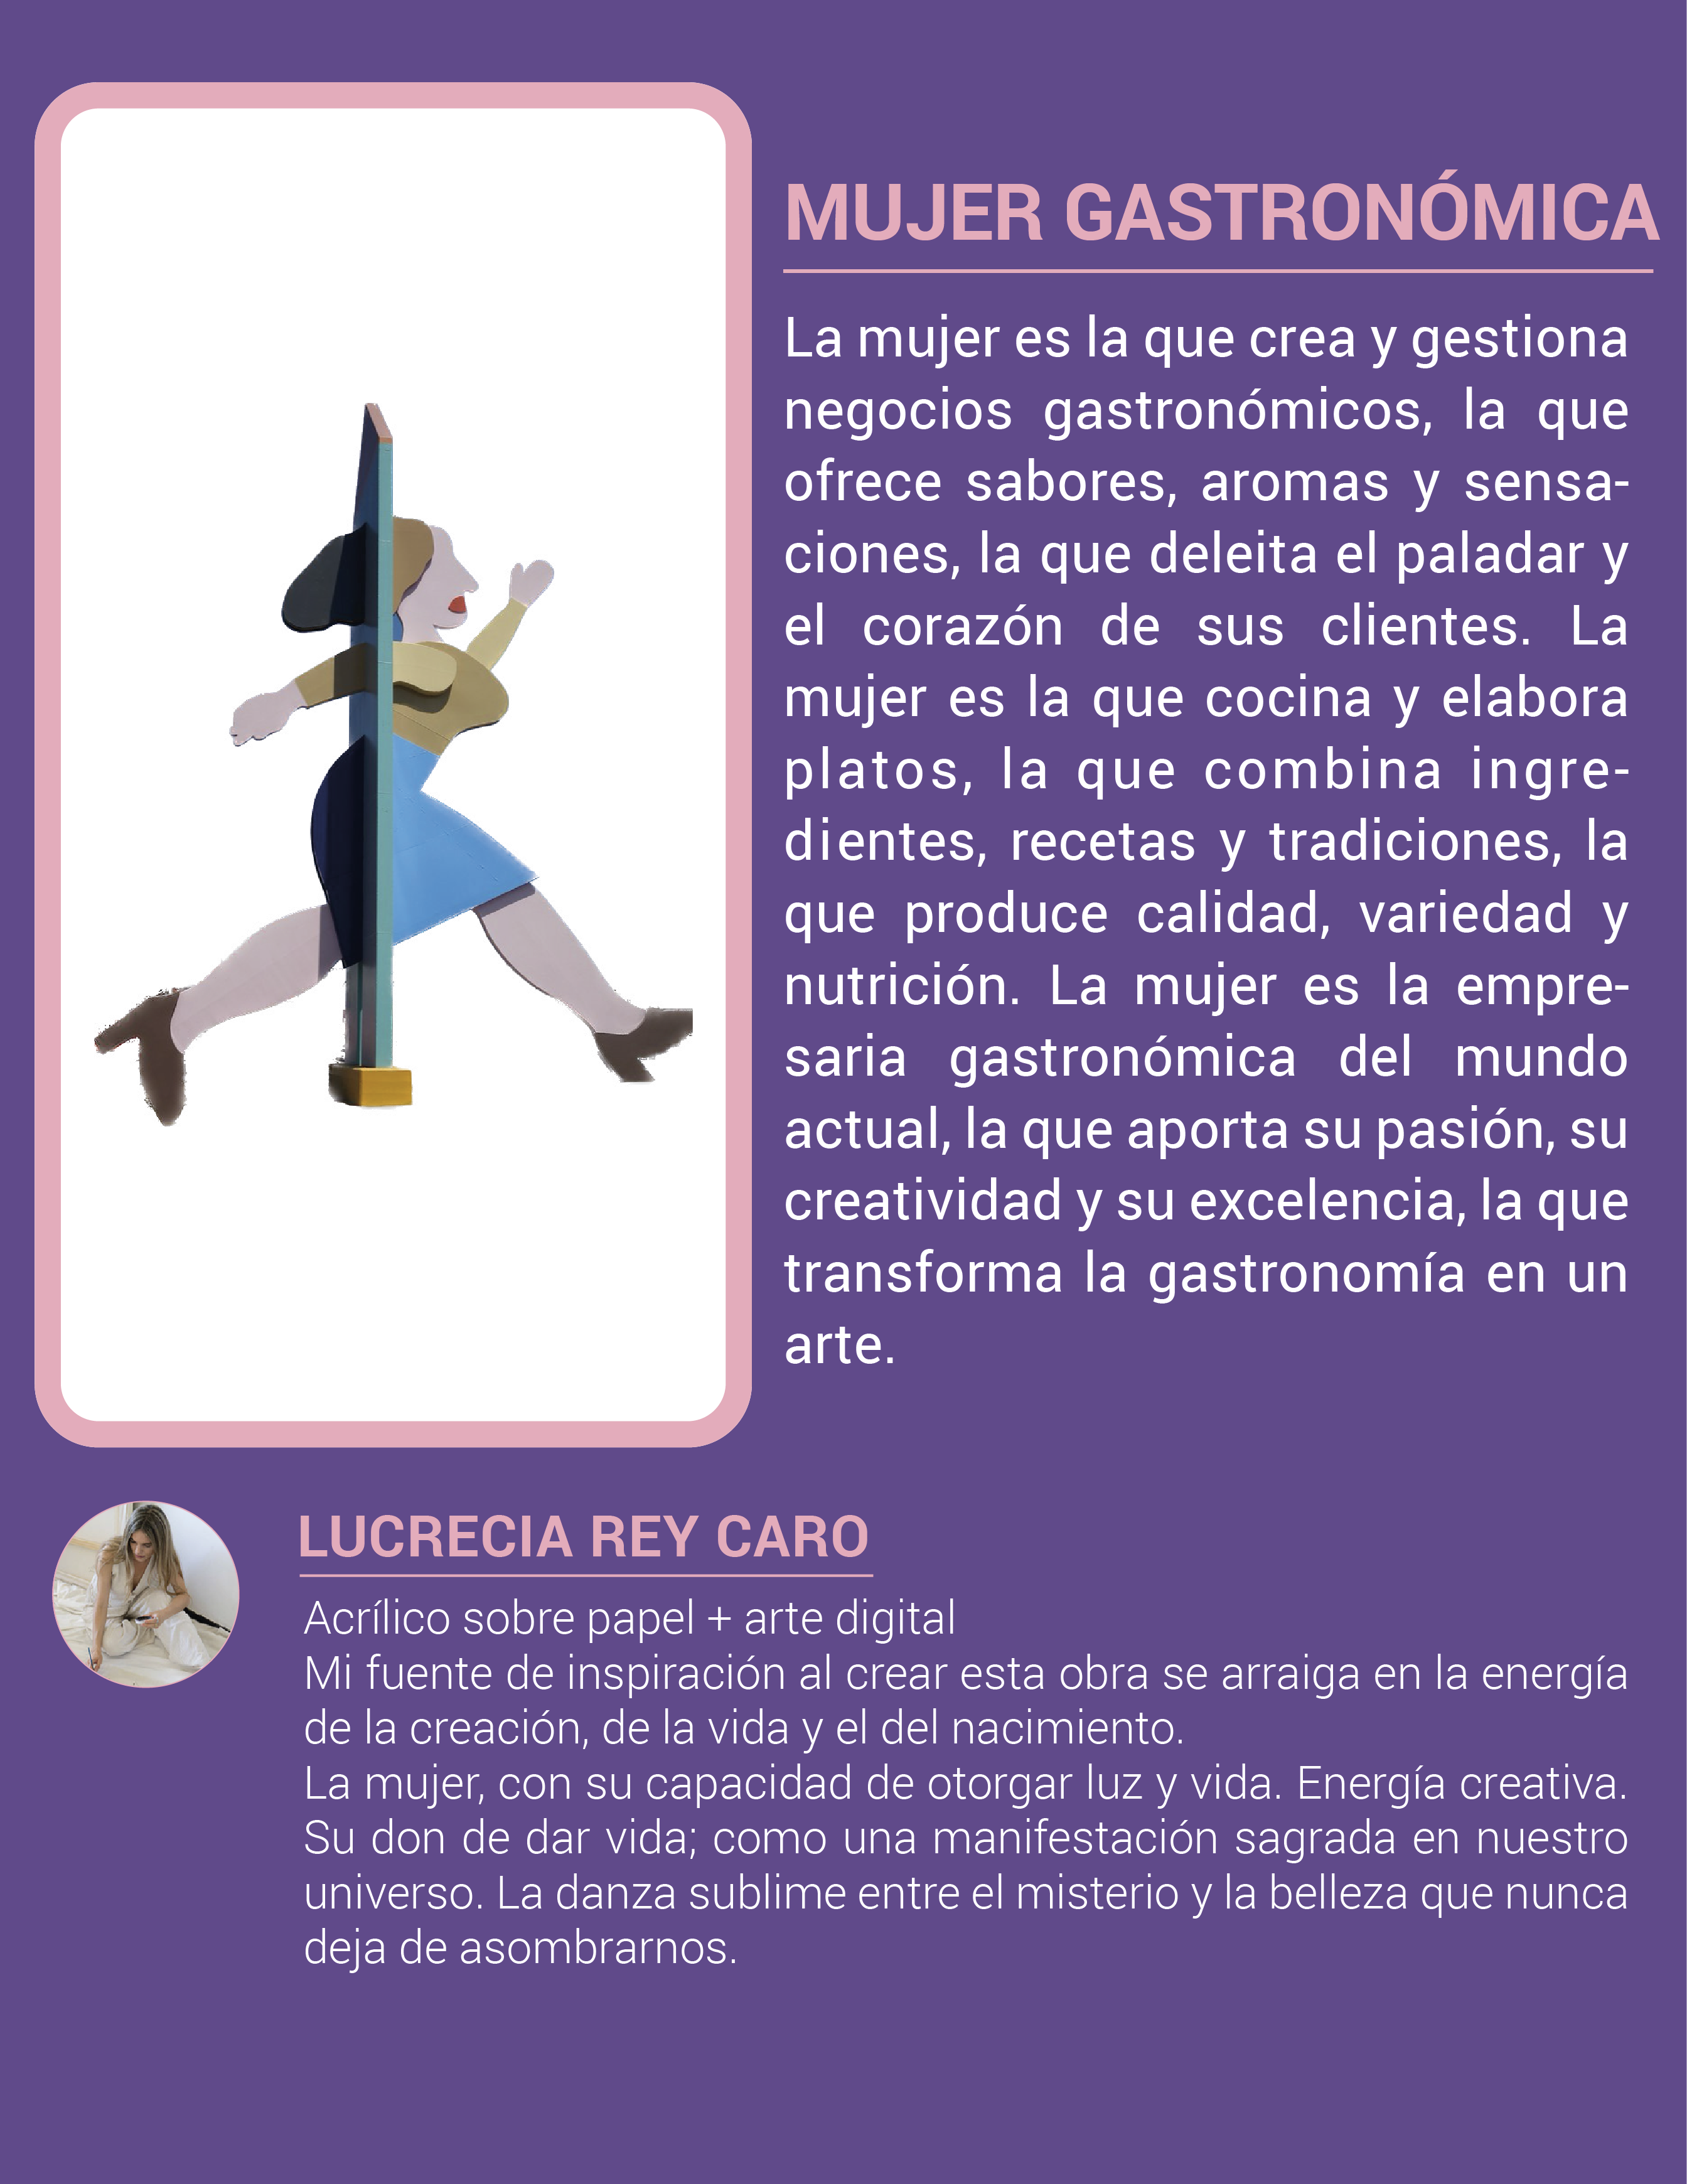 MUJER GASTRONÓMICA
La mujer es la que crea y gestiona
negocios gastronómicos, la que
ofrece sabores, aromas y sensa-
ciones, la que deleita el paladar y
el corazón de sus clientes. La
mujer es la que cocina y elabora
platos, la que combina ingre-
dientes, recetas y tradiciones, la
que produce calidad, variedad y
nutrición. La mujer es la empre-
saria gastronómica del mundo
actual, la que aporta su pasión, su
creatividad y su excelencia, la que
transforma la gastronomía en un
arte.
LUCRECIA REY CARO
Acrílico sobre papel + arte digital
Mi fuente de inspiración al crear esta obra se arraiga en la energía
de la creación, de la vida y el del nacimiento.
La mujer, con su capacidad de otorgar luz y vida. Energía creativa.
Su don de dar vida; como una manifestación sagrada en nuestro
universo. La danza sublime entre el misterio y la belleza que nunca
deja de asombrarnos.